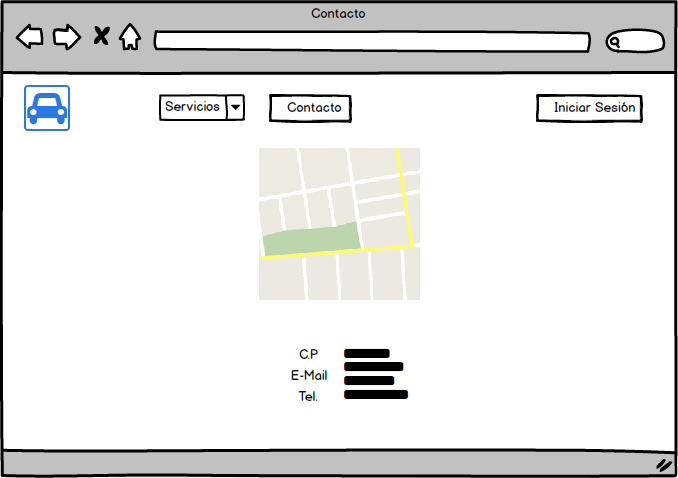 Contacto
Servicios
Contacto
Iniciar Sesión
C.P
E-Mail
Tel.